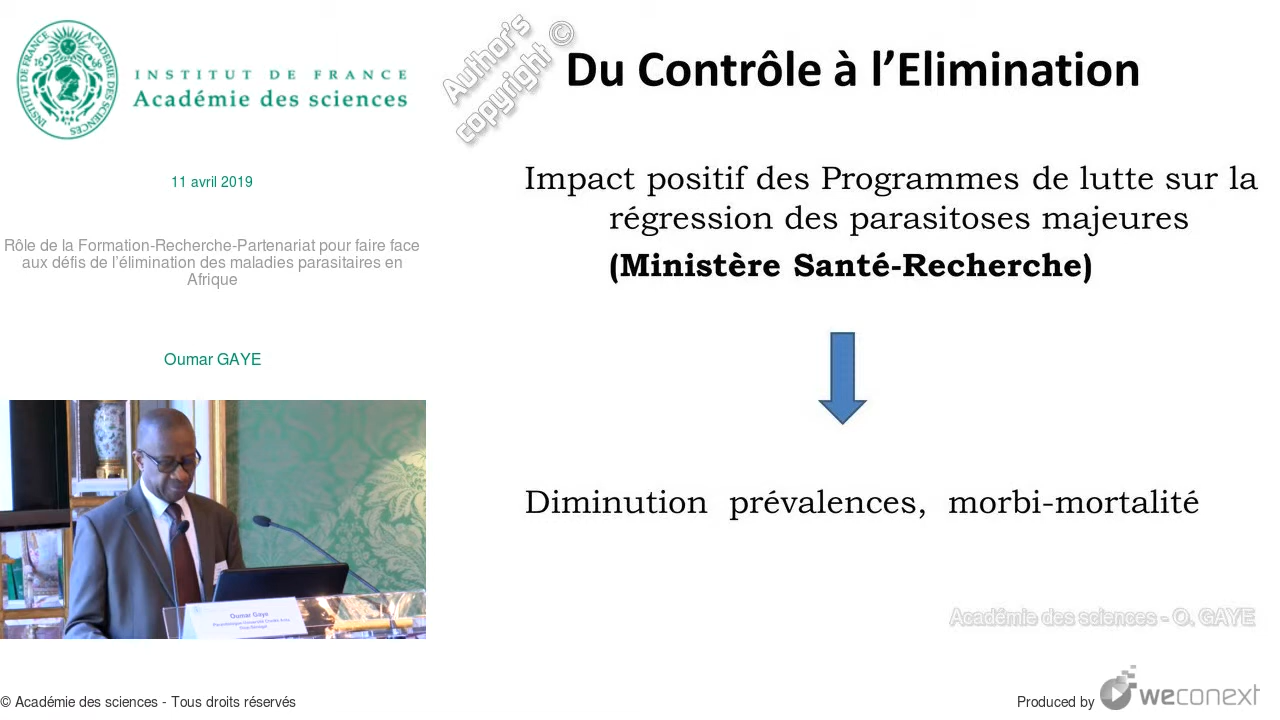 INSTITUT DE FRANCE
Académie des sciences
11 avril 2019
Rôle de la Formation-Recherche-Partenariat pour faire face
aux défis de l'élimination des maladies parasitaires en
Afrique
Oumar GAYE
Oumar Gaye
© Académie des sciences - Tous droits réservés
Author's
copyright ©
Du Contrôle à l'Elimination
Impact positif des Programmes de lutte sur la
régression des parasitoses majeures
(Ministère Santé-Recherche)
Diminution prévalences, morbi-mortalité
Académie des sciences - O. GAYE
Produced by weconext